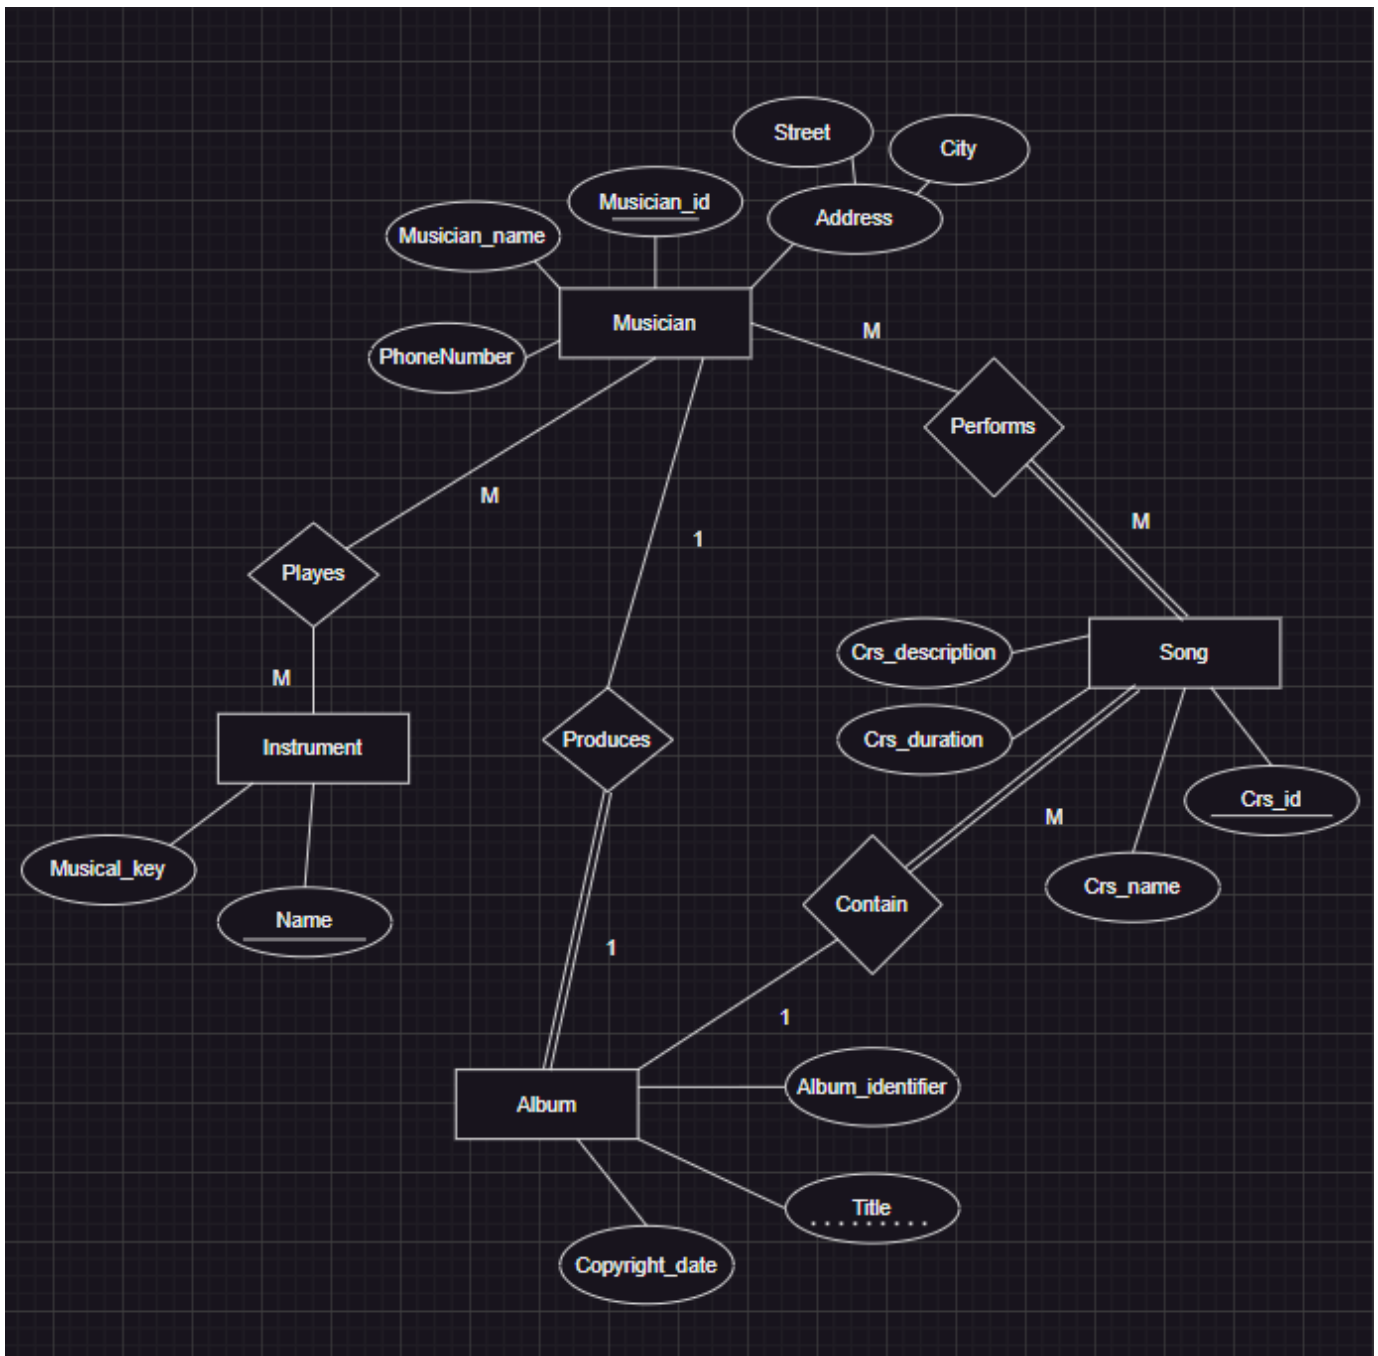 Street
City
Musician_id
Address
Musician_name
Musician
M
PhoneNumber
Performs
M
M
1
Playes
Crs_description
Song
M
Produces
Crs_duration
Instrument
Crs_id
M
Musical_key
Crs_name
Contain
Name
1
1
Album_identifier
Album
Title
Copyright_date